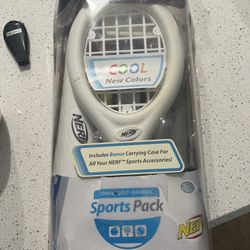 COOL
New Colors
NERF
NERF
Includes Bonus Carrying Case For
All Your NERF™ Sports Accessories!
TENNIS • GOLF • BASEBALL
Sports Pack
NERF